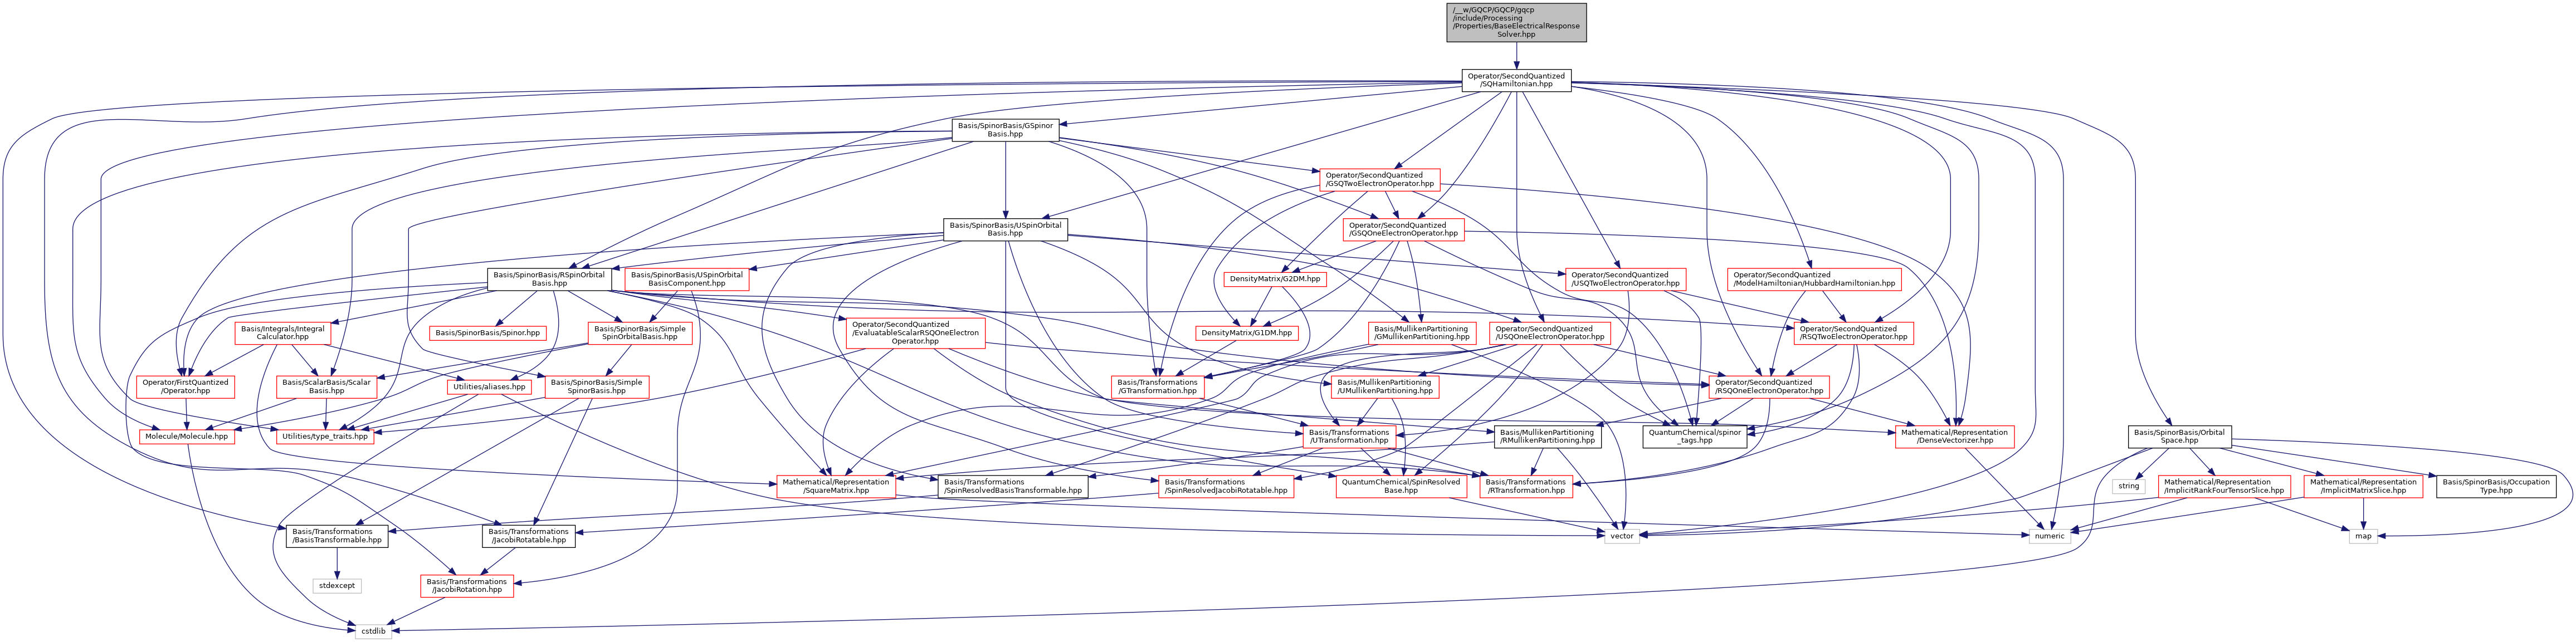 /__w/GQCP/GQCP/gqcp
/include/Processing
/Properties/BaseElectricalResponse
Solver.hpp
Operator/SecondQuantized
/SQHamiltonian.hpp
Basis/SpinorBasis/GSpinor
Basis.hpp
Operator/SecondQuantized
/GSQTwoElectronOperator.hpp
Basis/SpinorBasis/USpinOrbital
Basis.hpp
Operator/SecondQuantized
/GSQOneElectronOperator.hpp
Basis/SpinorBasis/RSpinOrbital
Basis.hpp
Basis/SpinorBasis/USpinOrbital
BasisComponent.hpp
DensityMatrix/G2DM.hpp
Operator/SecondQuantized
/USQTwoElectronOperator.hpp
Operator/SecondQuantized
/ModelHamiltonian/HubbardHamiltonian.hpp
Basis/Integrals/Integral
Calculator.hpp
Basis/SpinorBasis/Spinor.hpp
Basis/SpinorBasis/Simple
SpinOrbitalBasis.hpp
Operator/SecondQuantized
/EvaluatableScalarRSQOneElectron
Operator.hpp
DensityMatrix/G1DM.hpp
Basis/MullikenPartitioning
/GMullikenPartitioning.hpp
Operator/SecondQuantized
/USQOneElectronOperator.hpp
Operator/SecondQuantized
/RSQTwoElectronOperator.hpp
Operator/FirstQuantized
/Operator.hpp
Basis/ScalarBasis/Scalar
Basis.hpp
Utilities/aliases.hpp
Basis/SpinorBasis/Simple
SpinorBasis.hpp
Basis/Transformations
/GTransformation.hpp
Basis/MullikenPartitioning
/UMullikenPartitioning.hpp
Operator/SecondQuantized
/RSQOneElectronOperator.hpp
Molecule/Molecule.hpp
Utilities/type_traits.hpp
Basis/Transformations
/UTransformation.hpp
Basis/MullikenPartitioning
/RMullikenPartitioning.hpp
QuantumChemical/spinor
_tags.hpp
Mathematical/Representation
/DenseVectorizer.hpp
Basis/SpinorBasis/Orbital
Space.hpp
Mathematical/Representation
/SquareMatrix.hpp
Basis/Transformations
/SpinResolvedBasisTransformable.hpp
Basis/Transformations
/SpinResolvedJacobiRotatable.hpp
QuantumChemical/SpinResolved
Base.hpp
Basis/Transformations
/RTransformation.hpp
string
Mathematical/Representation
/ImplicitRankFourTensorSlice.hpp
Mathematical/Representation
/ImplicitMatrixSlice.hpp
Basis/SpinorBasis/Occupation
Type.hpp
Basis/Transformations
/BasisTransformable.hpp
Basis/Transformations
/JacobiRotatable.hpp
vector
numeric
map
stdexcept
Basis/Transformations
/JacobiRotation.hpp
cstdlib